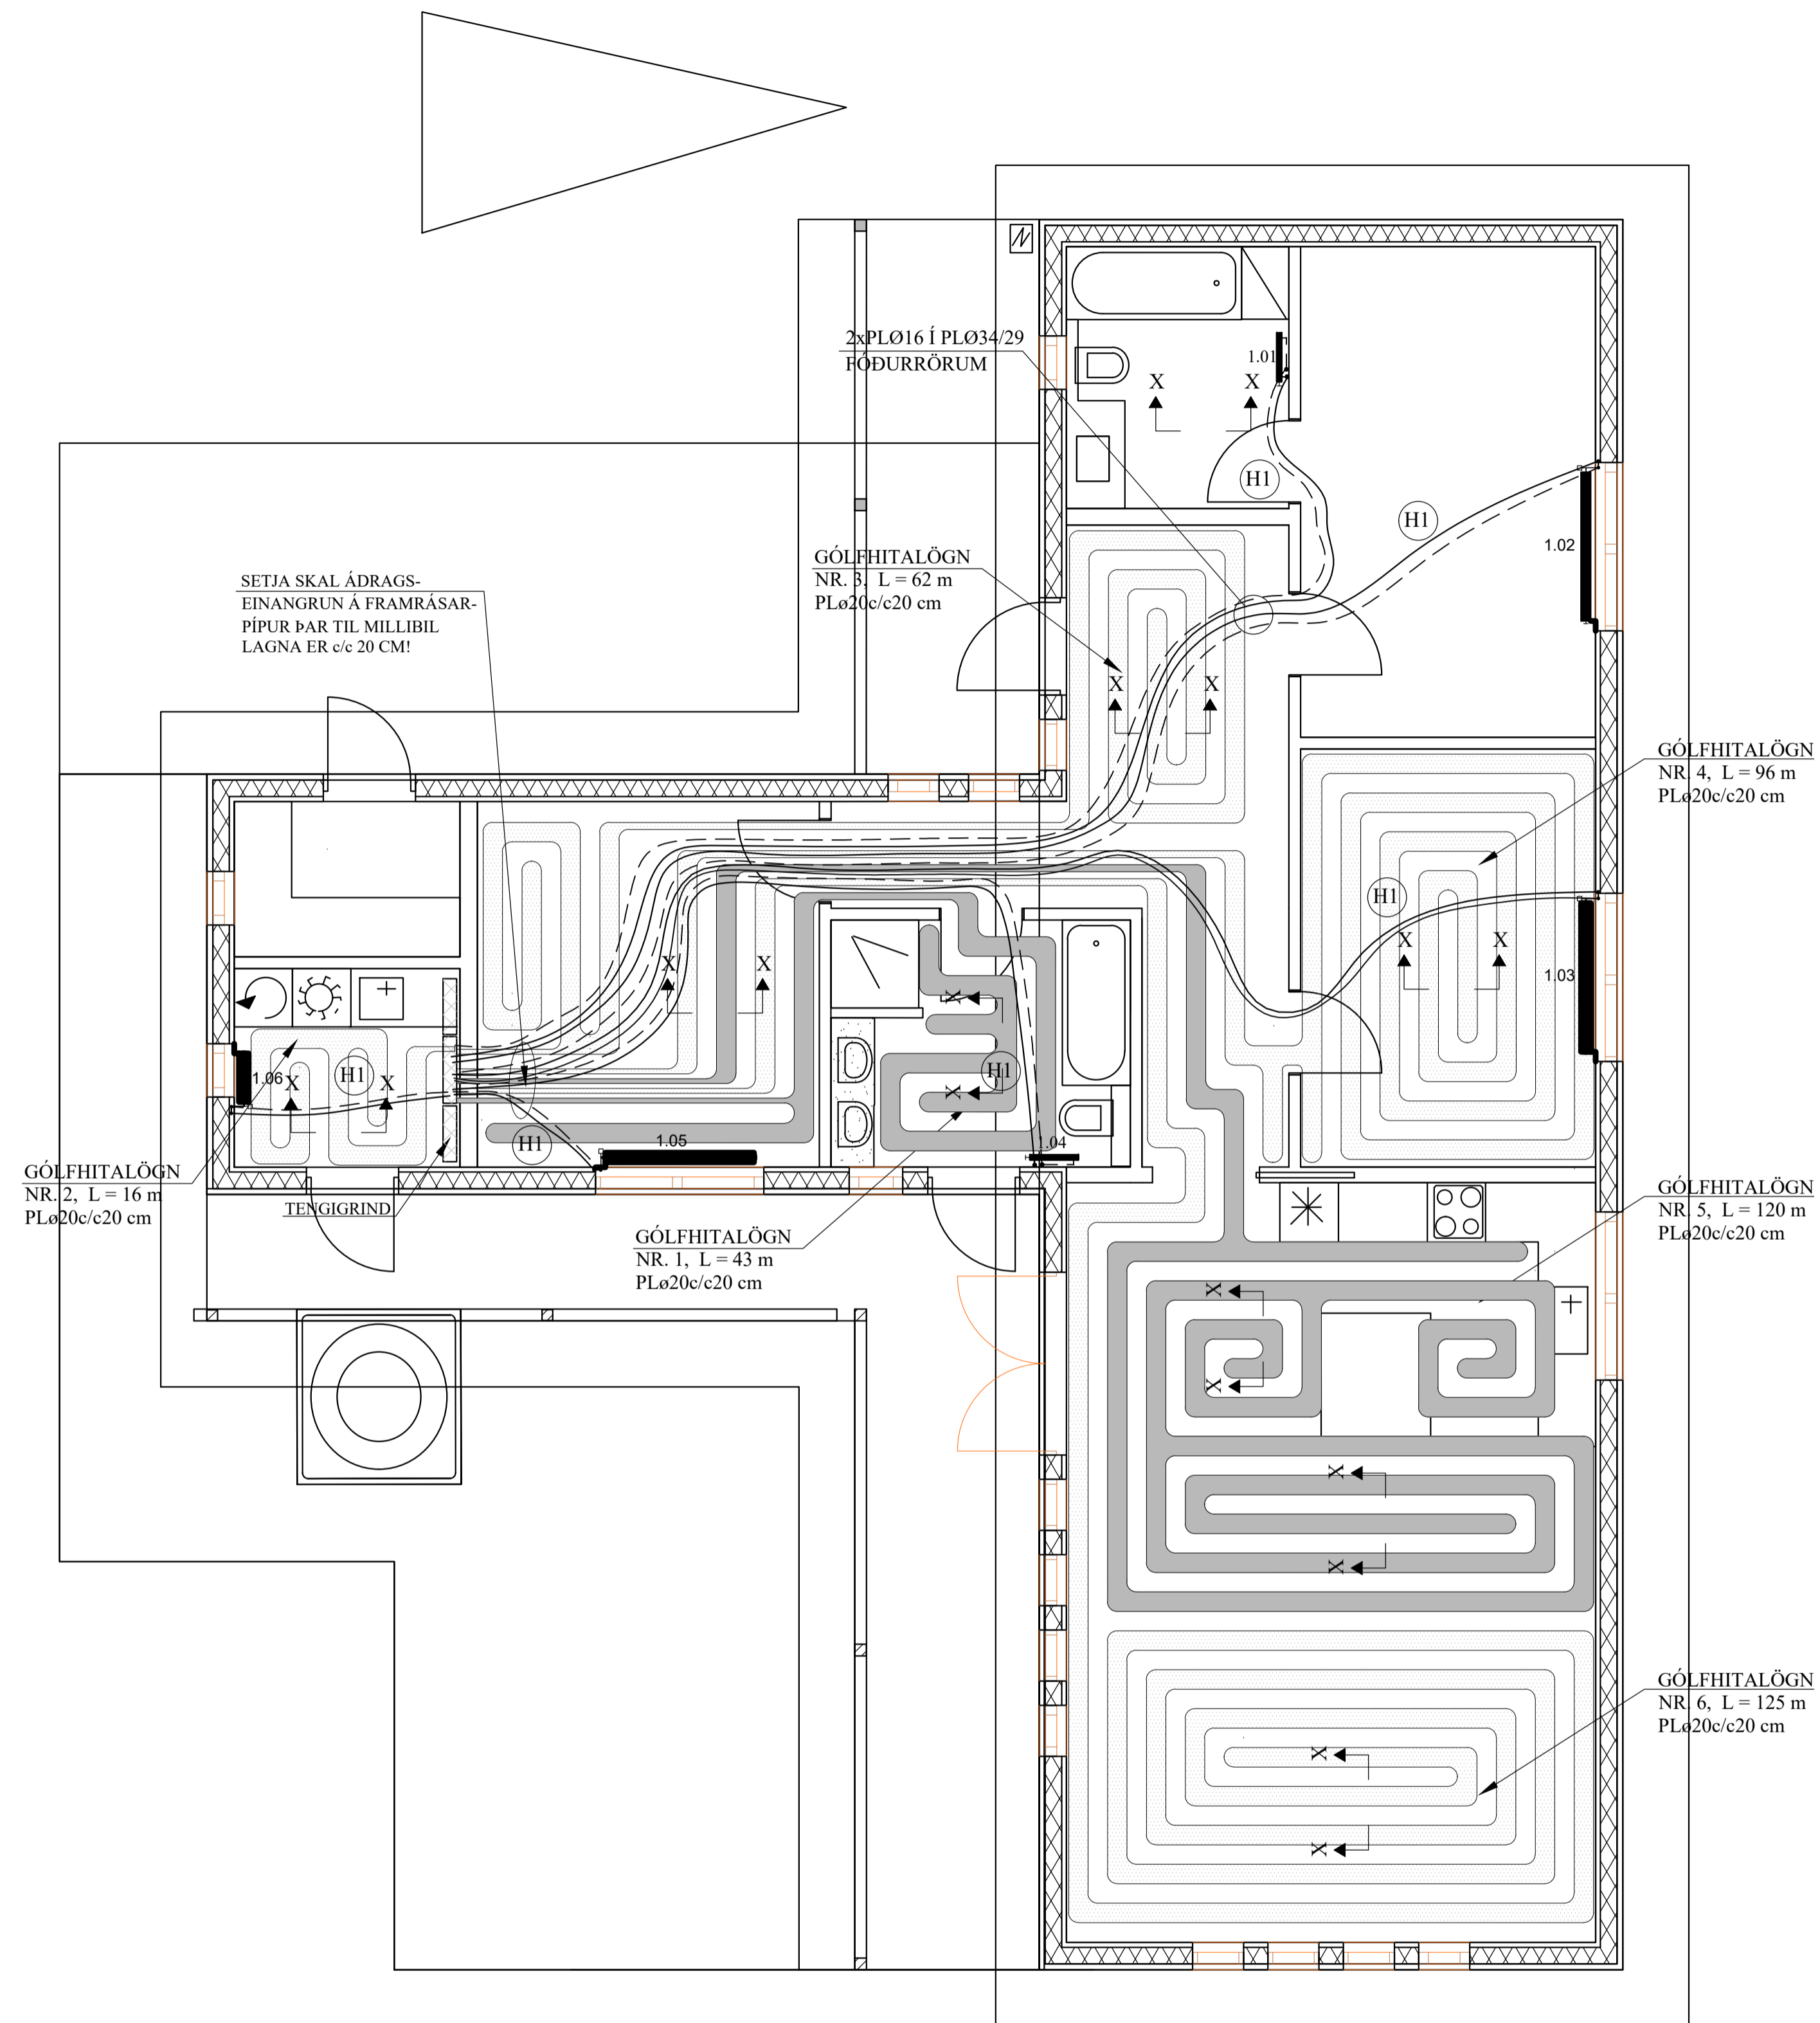 2xPLØ16 Í PLØ34/29
FÓÐURRÖRUM
1.01
X X
H1
H1
1.02
GÓLFHITALÖGN
NR. 3, L = 62 m
PLø20c/c20 cm
SETJA SKAL ÁDRAGS-
EINANGRUN Á FRAMRÁSAR-
PÍPUR ÞAR TIL MILLIBIL
LAGNA ER c/c 20 CM!
X X
GÓLFHITALÖGN
NR. 4, L = 96 m
PLø20c/c20 cm
H1
X X
1.03
X X
X
H1
X
1.06
X X
H1
H1
1.05
1.04
GÓLFHITALÖGN
NR. 2, L = 16 m
PLø20c/c20 cm
TENGIGRIND
GÓLFHITALÖGN
NR. 1, L = 43 m
PLø20c/c20 cm
GÓLFHITALÖGN
NR. 5, L = 120 m
PLø20c/c20 cm
X
X
X
X
GÓLFHITALÖGN
NR. 6, L = 125 m
PLø20c/c20 cm
X
X